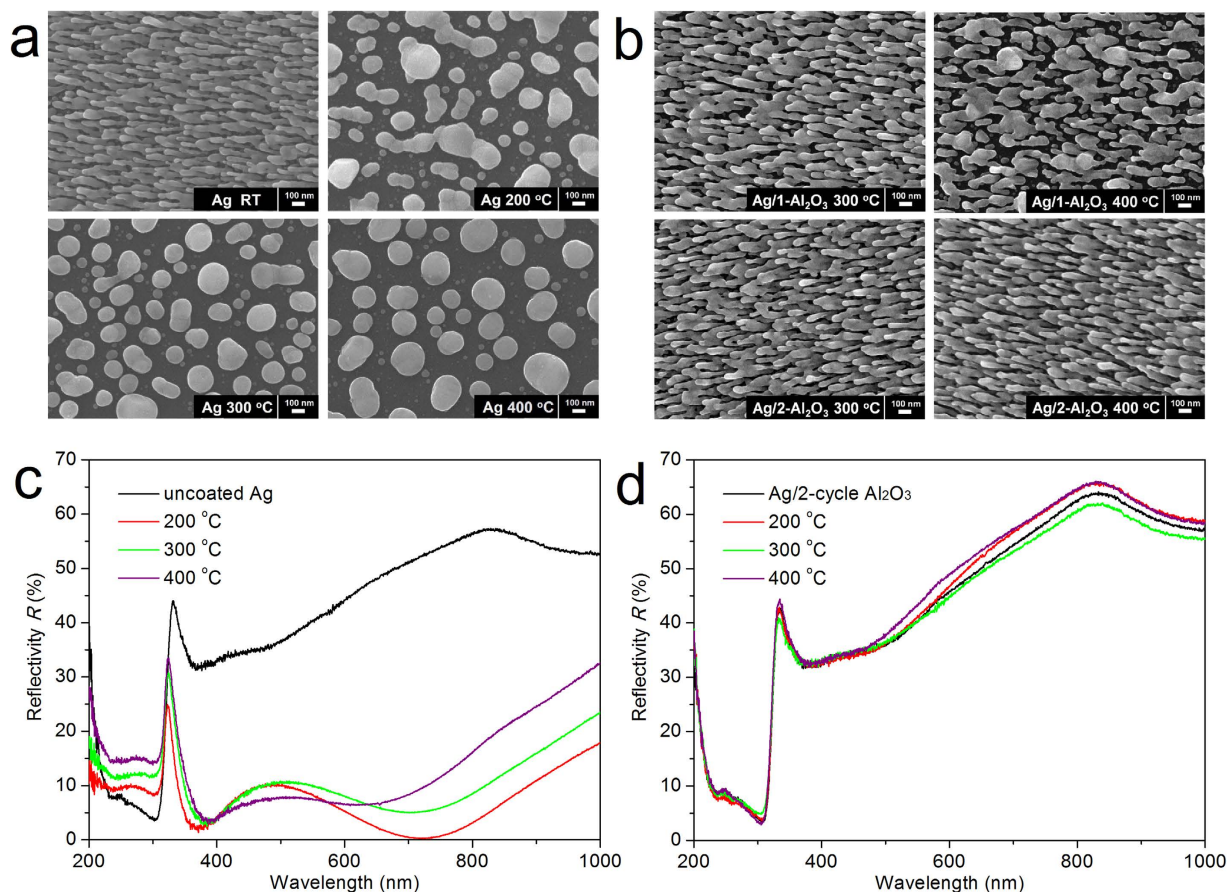 a
Ag RT
100 nm
Ag 200 °C
100 nm
Ag 300 °C
100 nm
Ag 400 °C
100 nm
b
Ag/1-Al₂O₃ 300 °C
100 nm
Ag/1-Al₂O₃ 400 °C
100 nm
Ag/2-Al₂O₃ 300 °C
100 nm
Ag/2-Al₂O₃ 400 °C
100 nm
c
70
60
50
40
30
20
10
0
Reflectivity R (%)
uncoated Ag
200 °C
300 °C
400 °C
200 400 600 800 1000
Wavelength (nm)
d
70
60
50
40
30
20
10
0
Reflectivity R (%)
Ag/2-cycle Al₂O₃
200 °C
300 °C
400 °C
200 400 600 800 1000
Wavelength (nm)